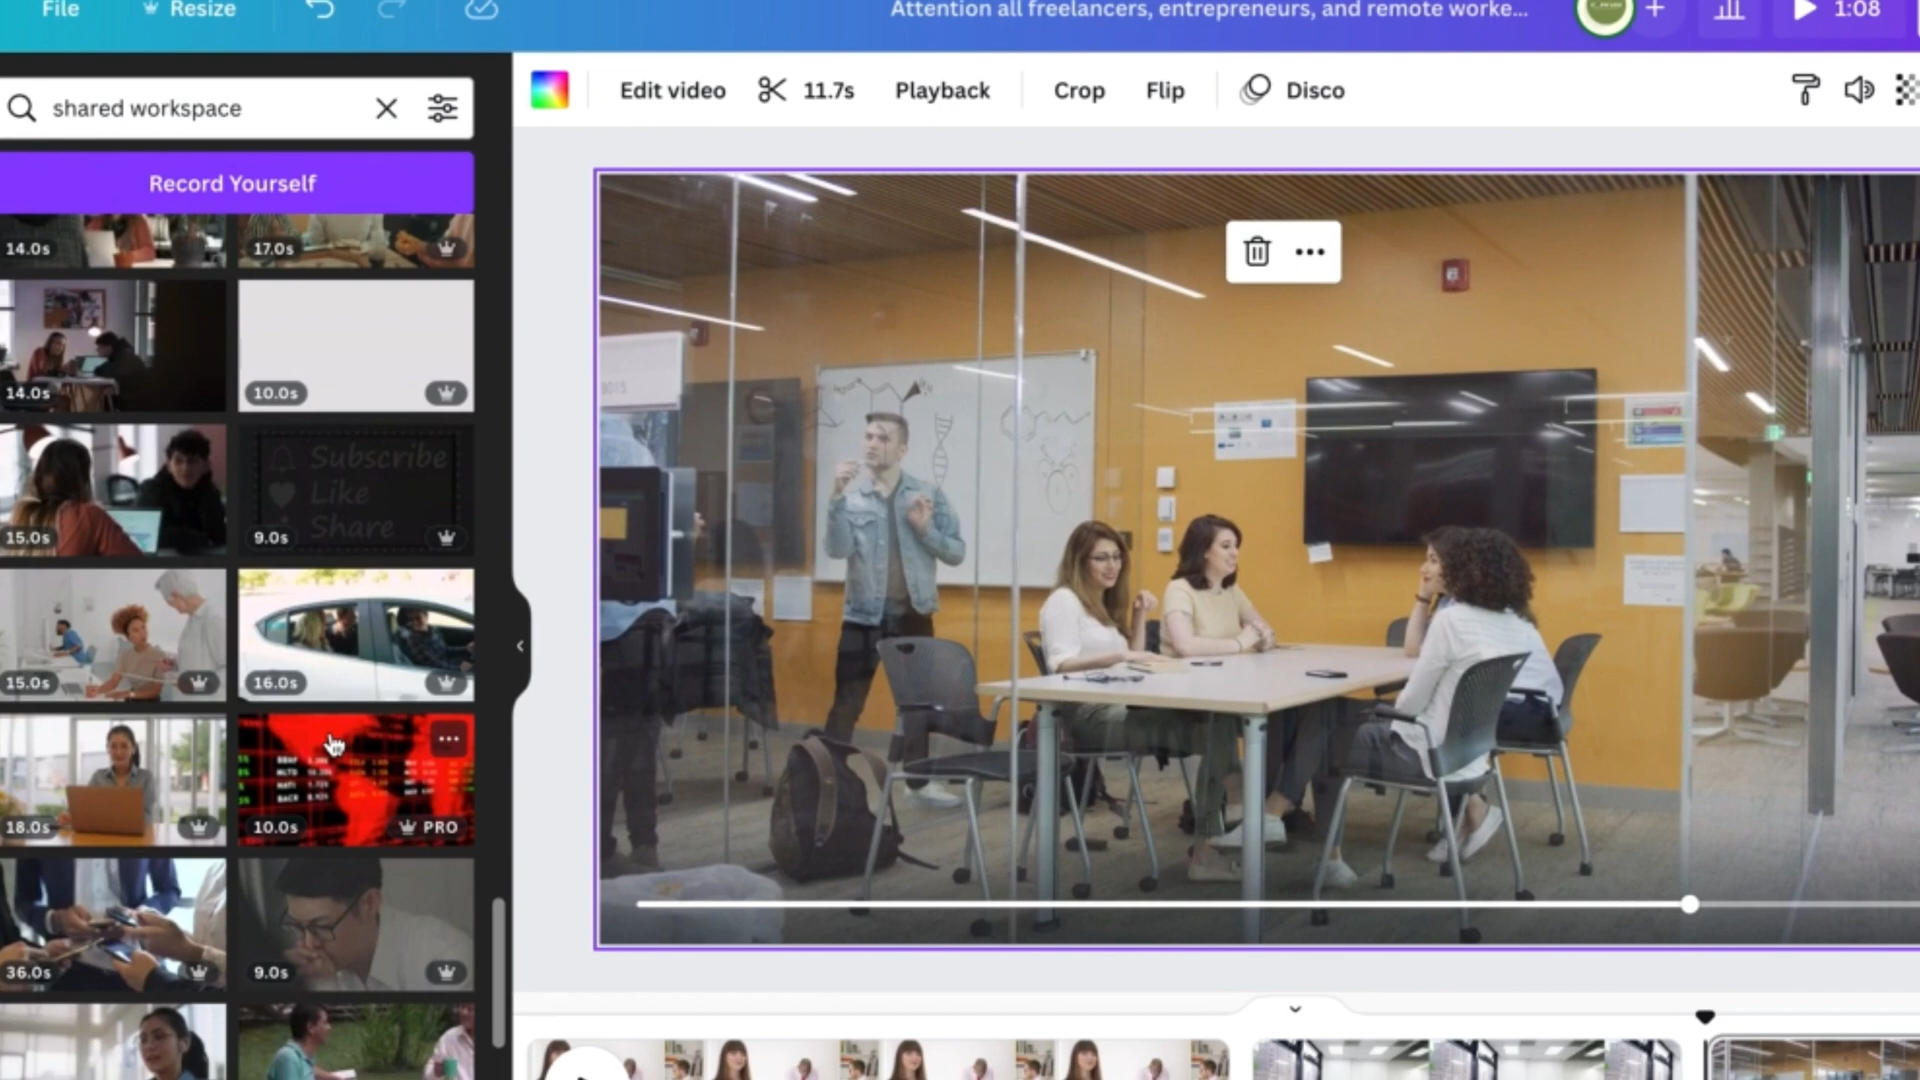 File
Resize
Attention all freelancers, entrepreneurs, and remote worke...
1:08
shared workspace
Edit video
11.7s
Playback
Crop
Flip
Disco
Record Yourself
14.0s
17.0s
14.0s
10.0s
Subscribe
Like
Share
15.0s
9.0s
15.0s
16.0s
18.0s
10.0s
PRO
36.0s
9.0s